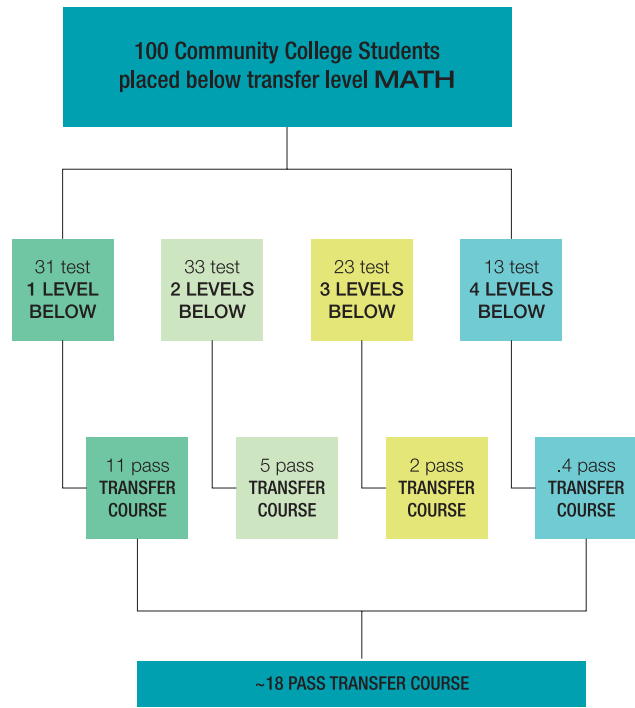 100 Community College Students
placed below transfer level MATH
31 test
1 LEVEL
BELOW
33 test
2 LEVELS
BELOW
23 test
3 LEVELS
BELOW
13 test
4 LEVELS
BELOW
11 pass
TRANSFER
COURSE
5 pass
TRANSFER
COURSE
2 pass
TRANSFER
COURSE
.4 pass
TRANSFER
COURSE
~18 PASS TRANSFER COURSE